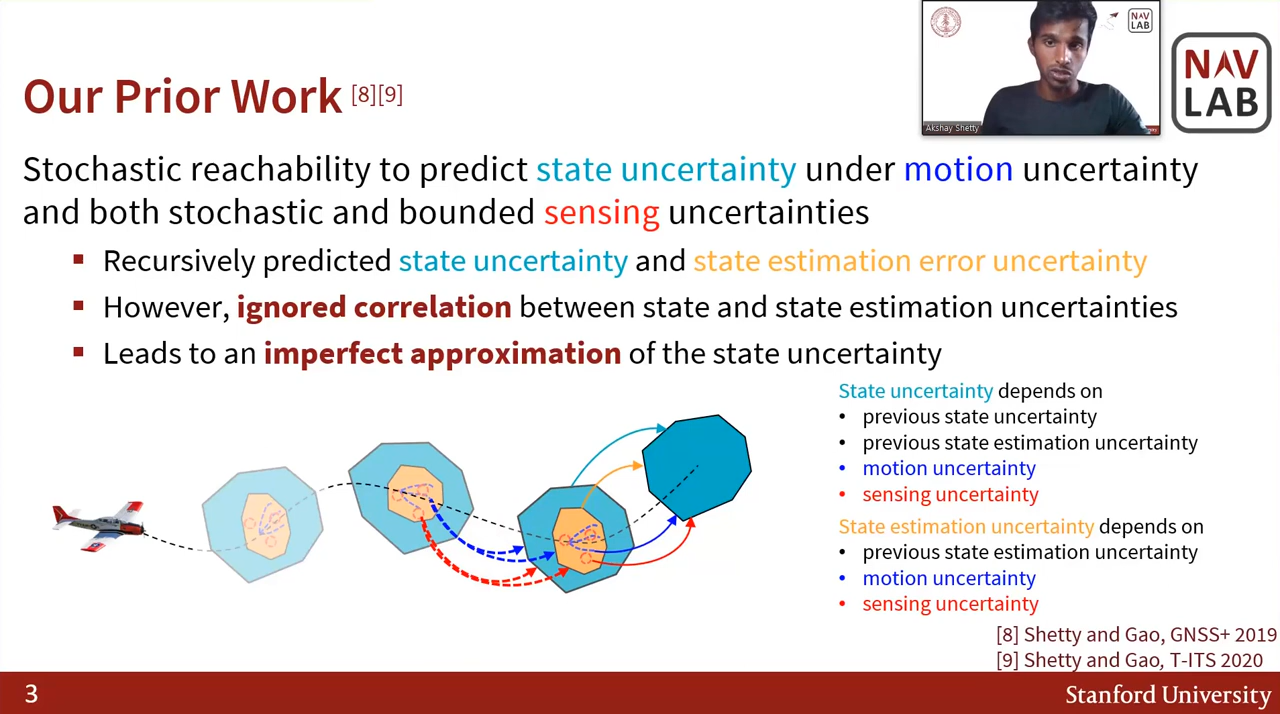 Our Prior Work [8][9]
Akshay Shetty
NAV
LAB
NAV
LAB
Stochastic reachability to predict state uncertainty under motion uncertainty
and both stochastic and bounded sensing uncertainties
▪ Recursively predicted state uncertainty and state estimation error uncertainty
▪ However, ignored correlation between state and state estimation uncertainties
▪ Leads to an imperfect approximation of the state uncertainty
State uncertainty depends on
• previous state uncertainty
• previous state estimation uncertainty
• motion uncertainty
• sensing uncertainty
State estimation uncertainty depends on
• previous state estimation uncertainty
• motion uncertainty
• sensing uncertainty
[8] Shetty and Gao, GNSS+ 2019
[9] Shetty and Gao, T-ITS 2020
3
Stanford University